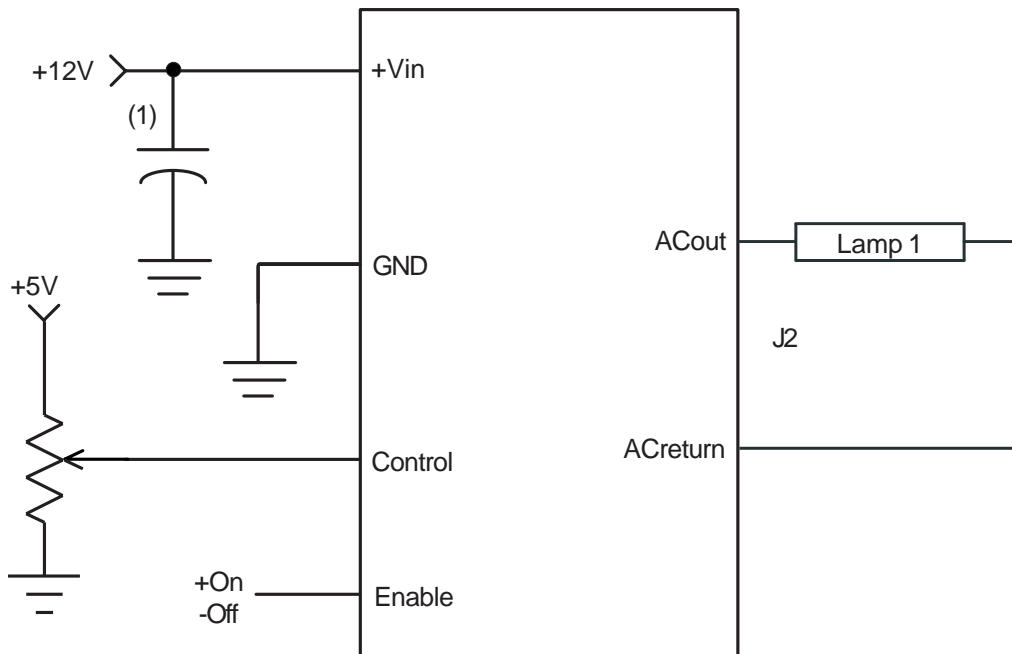 +12V
+Vin
(1)
ACout
Lamp 1
GND
+5V
J2
Control
ACreturn
+On
-Off
Enable